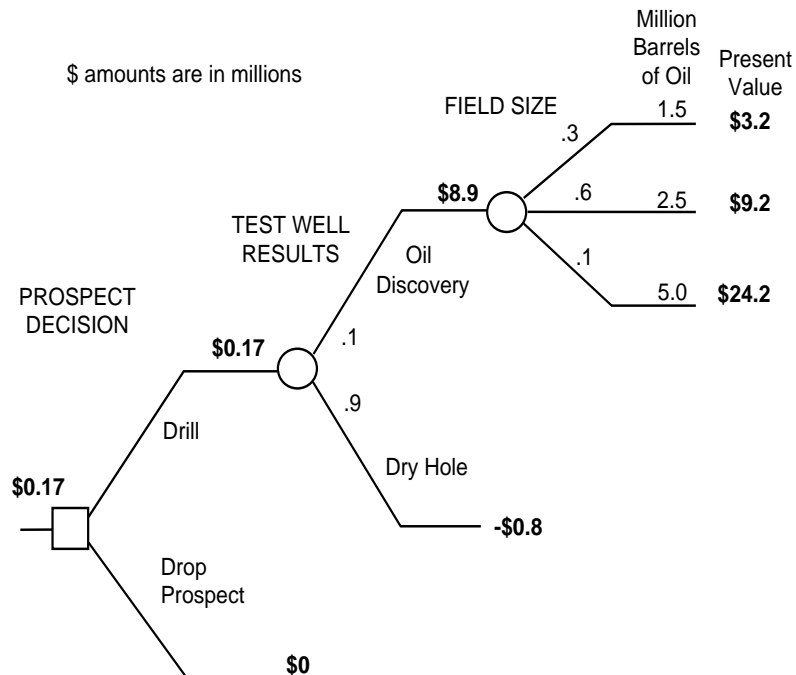 Million
Barrels
of Oil
Present
Value
$ amounts are in millions
FIELD SIZE
1.5
$3.2
.3
$8.9
.6
2.5
$9.2
TEST WELL
RESULTS
Oil
Discovery
.1
5.0
$24.2
PROSPECT
DECISION
$0.17
.1
.9
Drill
Dry Hole
$0.17
-$0.8
Drop
Prospect
$0